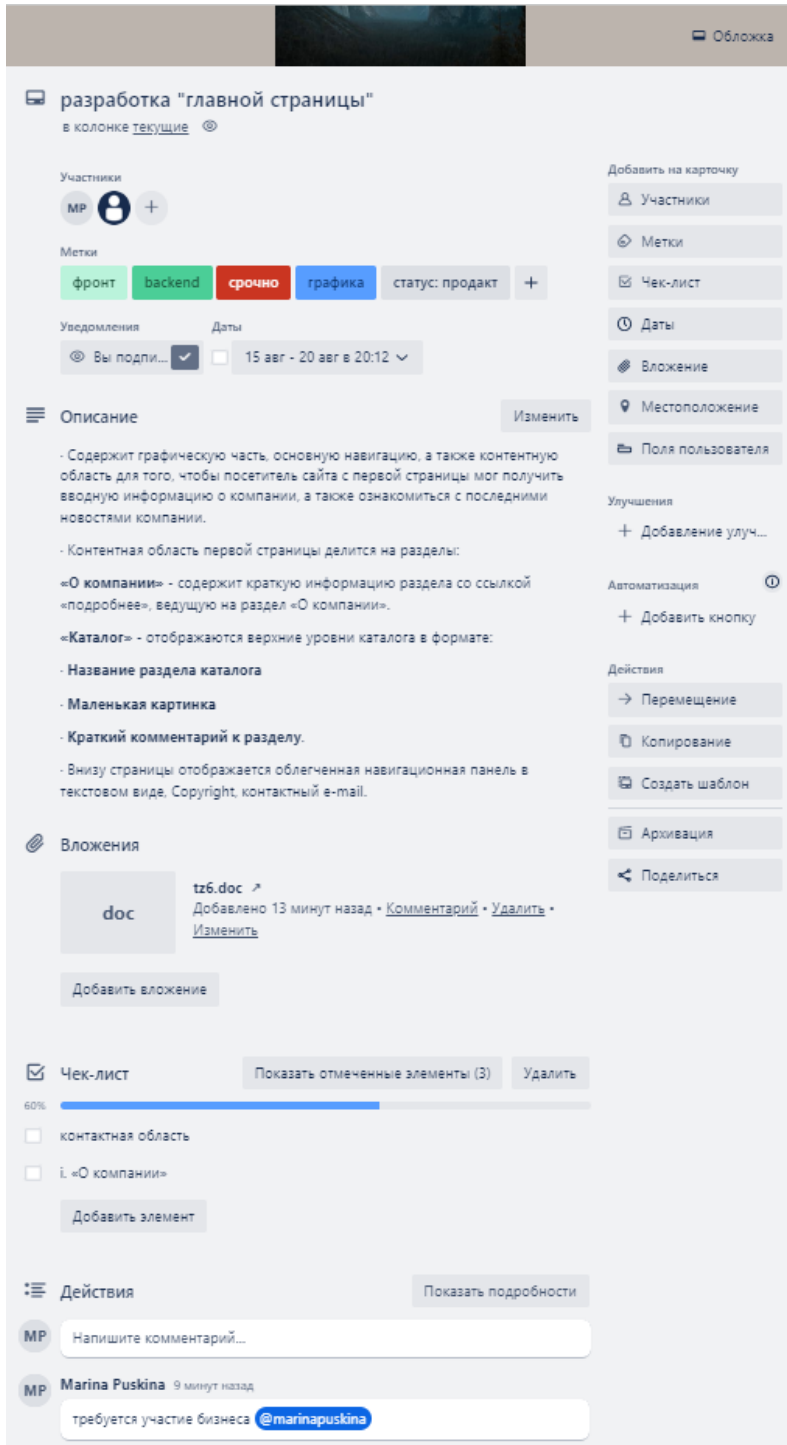 Обложка
разработка "главной страницы"
в колонке текущие
Участники
MP
Метки
фронт backend срочно графика статус: продакт
Уведомления Даты
Вы подпи... 15 авг - 20 авг в 20:12
Описание Изменить
· Содержит графическую часть, основную навигацию, а также контентную
область для того, чтобы посетитель сайта с первой страницы мог получить
вводную информацию о компании, а также ознакомиться с последними
новостями компании.
· Контентная область первой страницы делится на разделы:
«О компании» - содержит краткую информацию раздела со ссылкой
«подробнее», ведущую на раздел «О компании».
«Каталог» - отображаются верхние уровни каталога в формате:
· Название раздела каталога
· Маленькая картинка
· Краткий комментарий к разделу.
· Внизу страницы отображается облегченная навигационная панель в
текстовом виде, Copyright, контактный e-mail.
Вложения
doc
tz6.doc ↗
Добавлено 13 минут назад • Комментарий • Удалить •
Изменить
Добавить вложение
Чек-лист Показать отмеченные элементы (3) Удалить
60%
контактная область
i. «О компании»
Добавить элемент
Действия Показать подробности
MP Напишите комментарий...
MP Marina Puskina 9 минут назад
требуется участие бизнеса @marinapuskina
Добавить на карточку
Участники
Метки
Чек-лист
Даты
Вложение
Местоположение
Поля пользователя
Улучшения
+ Добавление улуч...
Автоматизация
+ Добавить кнопку
Действия
→ Перемещение
Копирование
Создать шаблон
Архивация
Поделиться